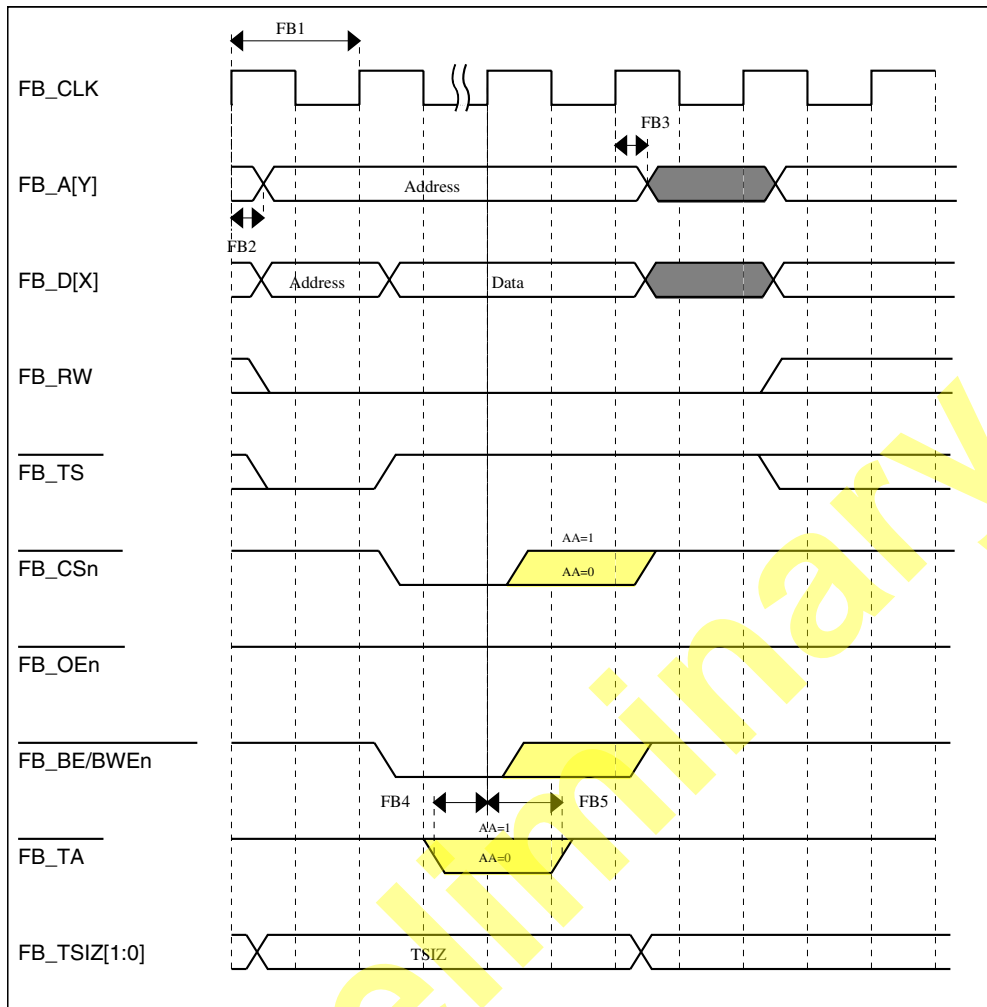 FB1
FB_CLK
FB3
FB_A[Y]
Address
FB2
FB_D[X]
Address
Data
FB_RW
FB_TS
FB_CSn
AA=1
AA=0
FB_OEn
FB_BE/BWEn
FB4
FB5
FB_TA
AA=1
AA=0
FB_TSIZ[1:0]
TSIZ
eliminary